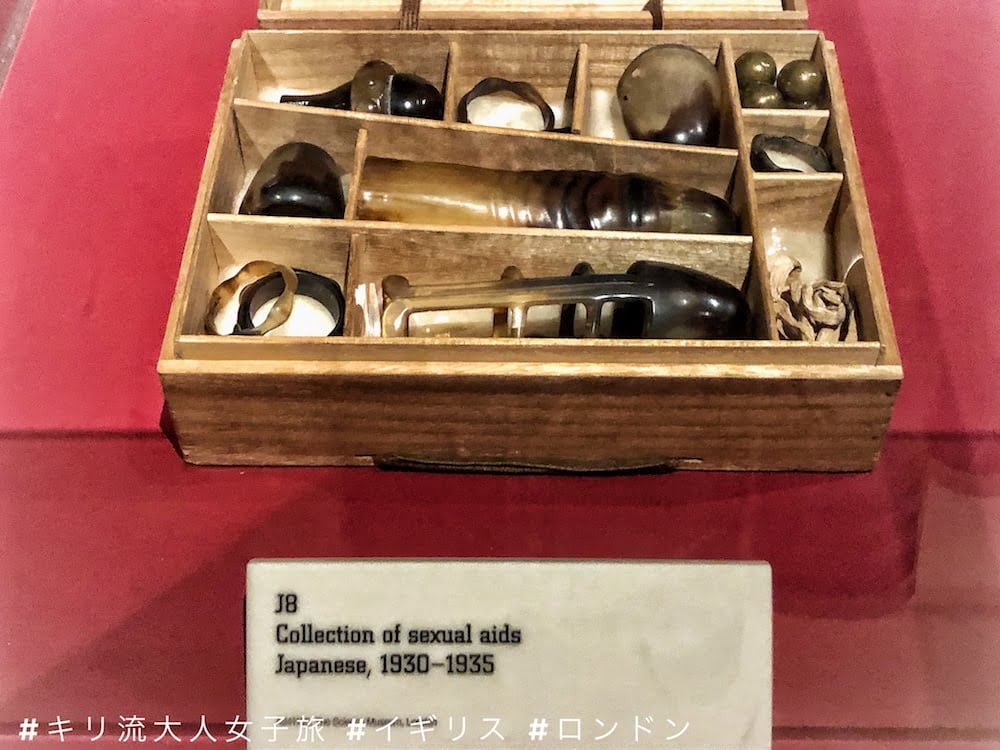 J8
Collection of sexual aids
Japanese, 1930–1935
#キリ流大人女子旅 #イギリス #ロンドン